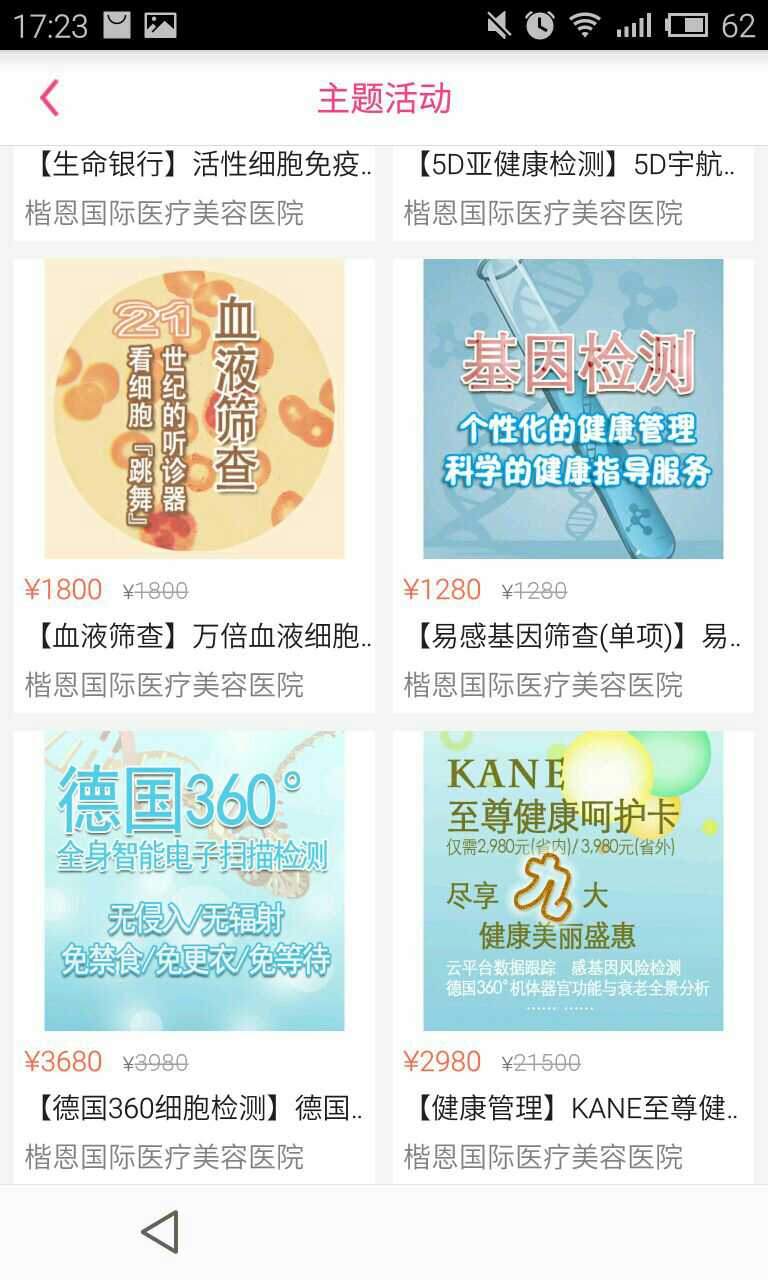 17:23
62
主题活动
【生命银行】活性细胞免疫..
楷恩国际医疗美容医院
【5D亚健康检测】5D宇航..
楷恩国际医疗美容医院
血液筛查
21
世纪的听诊器
看细胞『跳舞』
¥1800 ¥1800
【血液筛查】万倍血液细胞..
楷恩国际医疗美容医院
基因检测
个性化的健康管理
科学的健康指导服务
¥1280 ¥1280
【易感基因筛查(单项)】易..
楷恩国际医疗美容医院
德国360°
全身智能电子扫描检测
无侵入/无辐射
免禁食/免更衣/免等待
¥3680 ¥3980
【德国360细胞检测】德国..
楷恩国际医疗美容医院
KANE
至尊健康呵护卡
仅需2,980元(省内)/3,980元(省外)
尽享九大
健康美丽盛惠
云平台数据跟踪 感基因风险检测
德国360°机体器官功能与衰老全景分析
...... ......
¥2980 ¥21500
【健康管理】KANE至尊健..
楷恩国际医疗美容医院